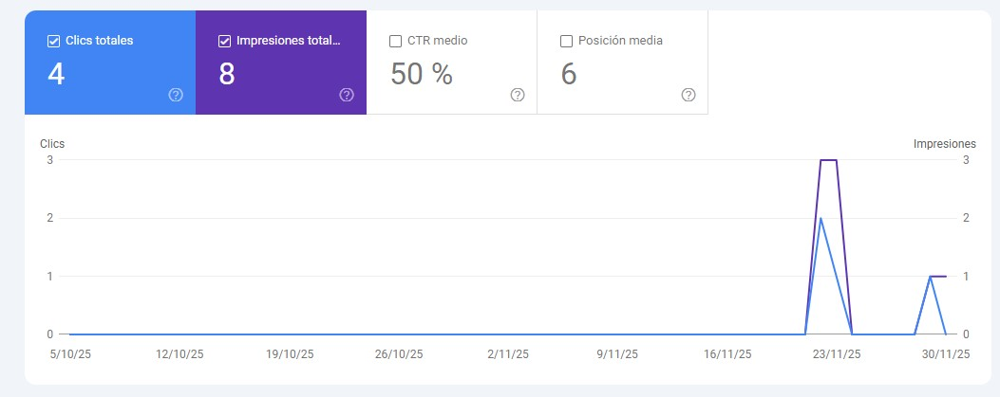 Clics totales
4
Impresiones total...
8
CTR medio
50 %
Posición media
6
Clics
Impresiones
3
3
2
2
1
1
0
0
5/10/25 12/10/25 19/10/25 26/10/25 2/11/25 9/11/25 16/11/25 23/11/25 30/11/25